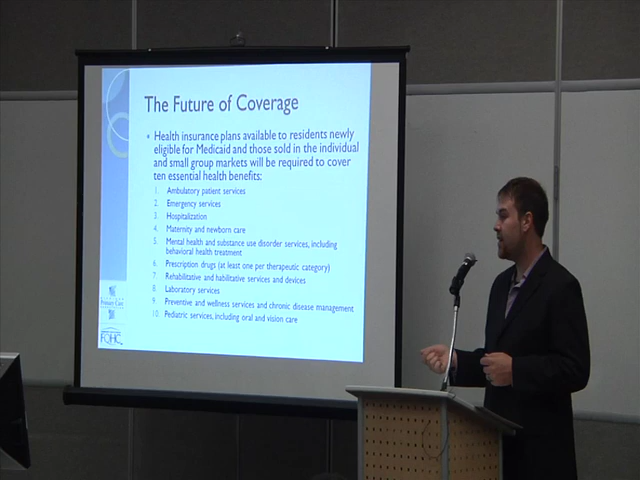 The Future of Coverage
• Health insurance plans available to residents newly
eligible for Medicaid and those sold in the individual
and small group markets will be required to cover
ten essential health benefits:
1. Ambulatory patient services
2. Emergency services
3. Hospitalization
4. Maternity and newborn care
5. Mental health and substance use disorder services, including
behavioral health treatment
6. Prescription drugs (at least one per therapeutic category)
7. Rehabilitative and habilitative services and devices
8. Laboratory services
9. Preventive and wellness services and chronic disease management
10. Pediatric services, including oral and vision care
Primary Care
FQHC